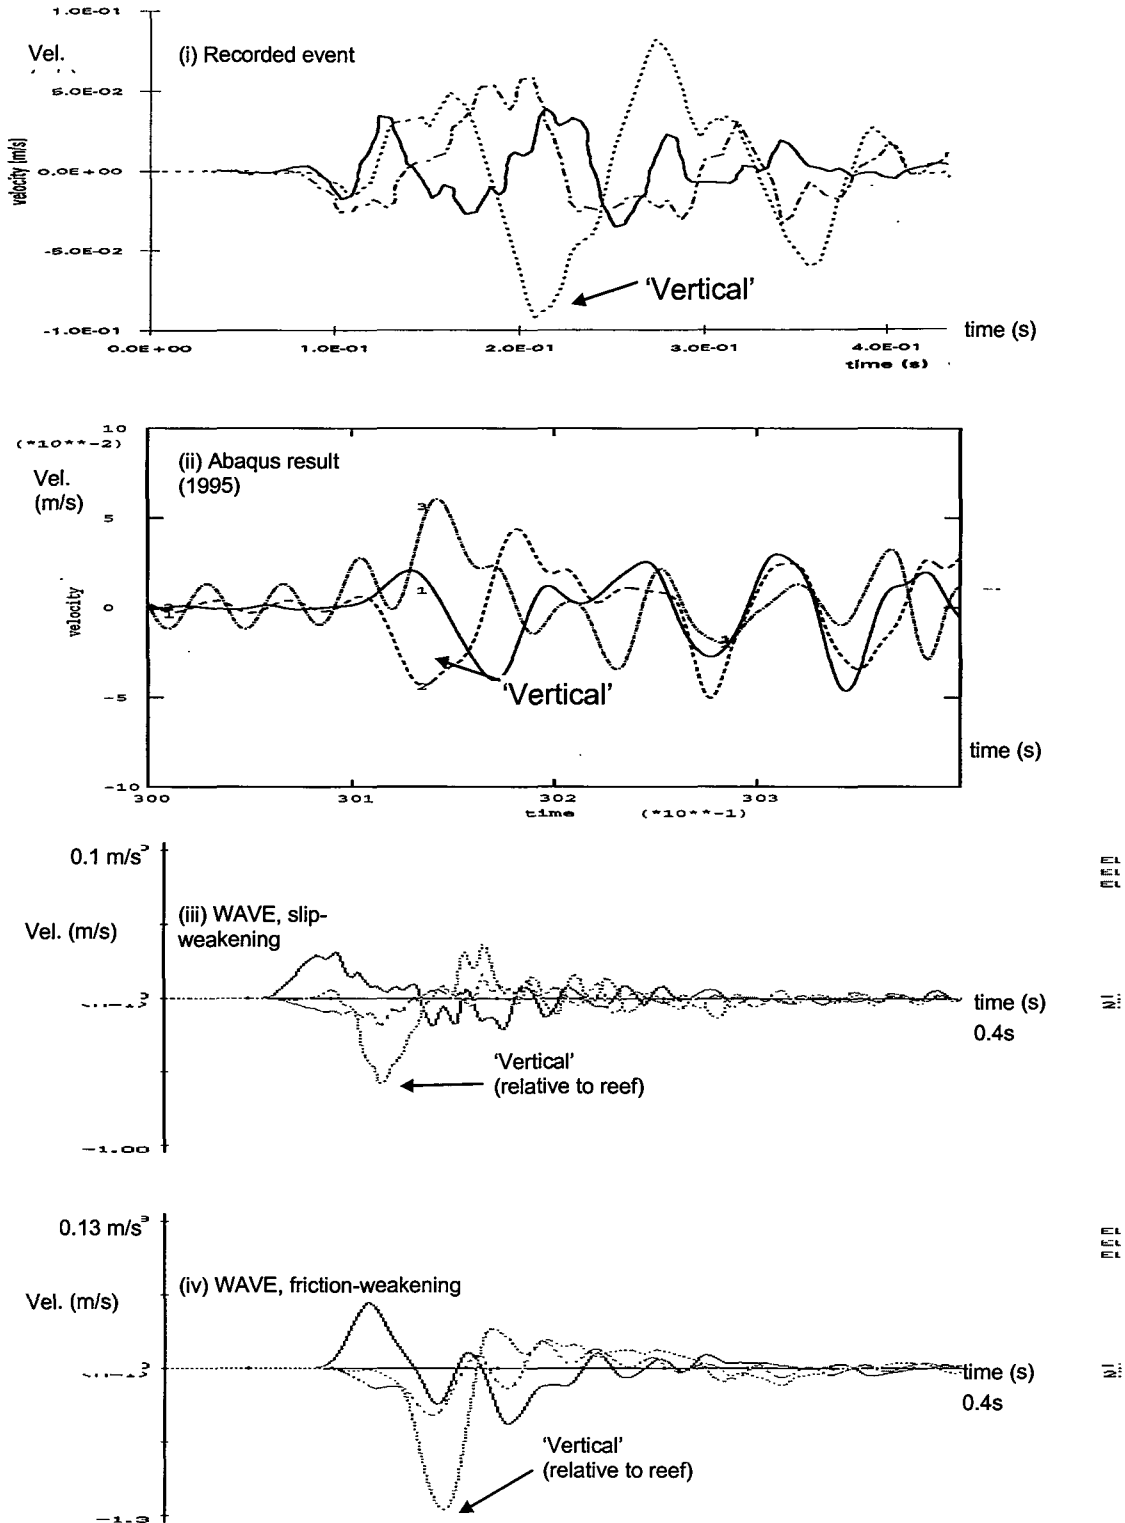 1.0E-01
Vel.
(i) Recorded event
5.0E-02
velocity (m/s)
0.0E+00
-5.0E-02
'Vertical'
-1.0E-01
time (s)
0.0E+00 1.0E-01 2.0E-01 3.0E-01 4.0E-01
time (s)
10
(*10**-2)
(ii) Abaqus result
(1995)
Vel.
(m/s)
5
3
1
velocity
0
2
'Vertical'
-5
time (s)
-10
300 301 302 303
time (*10**-1)
0.1 m/s
(iii) WAVE, slip-
weakening
Vel. (m/s)
time (s)
0.4s
'Vertical'
(relative to reef)
-1.00
0.13 m/s
(iv) WAVE, friction-weakening
Vel. (m/s)
time (s)
0.4s
'Vertical'
(relative to reef)
-1.3